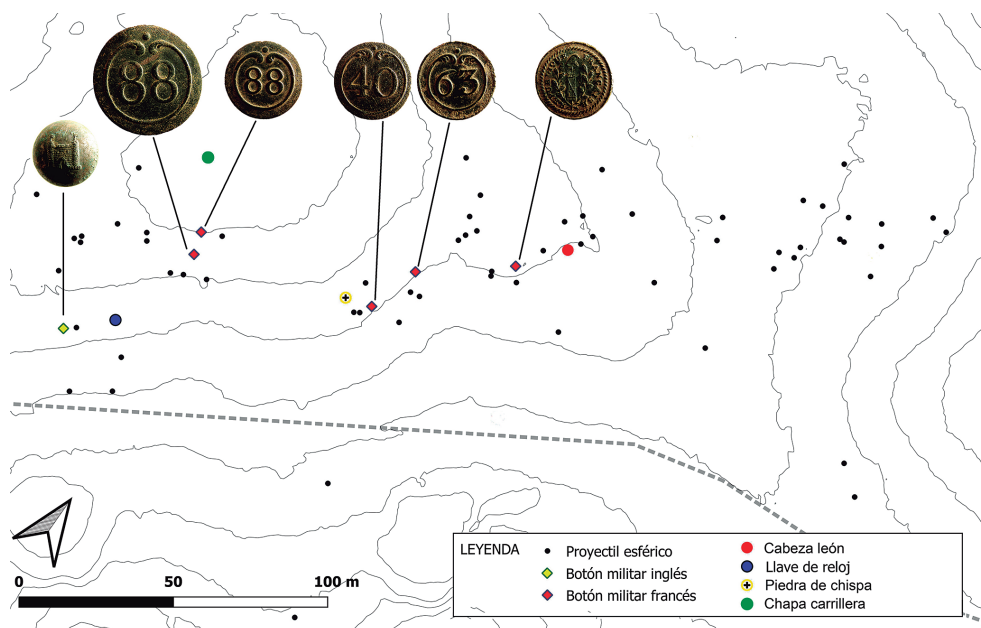 88
88
40
63
LEYENDA
Proyectil esférico
Botón militar inglés
Botón militar francés
Cabeza león
Llave de reloj
Piedra de chispa
Chapa carrillera
0 50 100 m